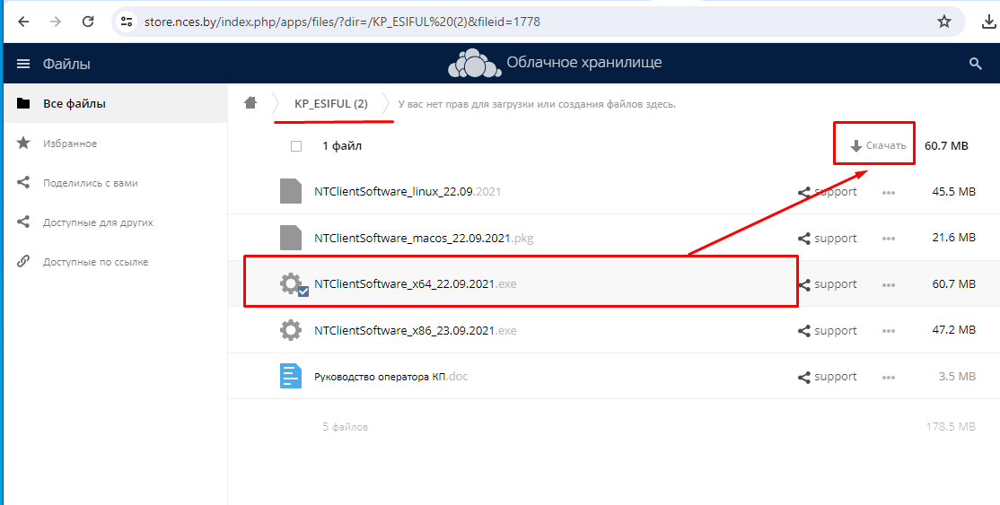 store.nces.by/index.php/apps/files/?dir=/KP_ESIFUL%20(2)&fileid=1778
Файлы
Облачное хранилище
Все файлы
Избранное
Поделились с вами
Доступные для других
Доступные по ссылке
KP_ESIFUL (2)
У вас нет прав для загрузки или создания файлов здесь.
1 файл
Скачать
60.7 MB
NTClientSoftware_linux_22.09.2021
support
45.5 MB
NTClientSoftware_macos_22.09.2021.pkg
support
21.6 MB
NTClientSoftware_x64_22.09.2021.exe
support
60.7 MB
NTClientSoftware_x86_23.09.2021.exe
support
47.2 MB
Руководство оператора КП.doc
support
3.5 MB
5 файлов
178.5 MB